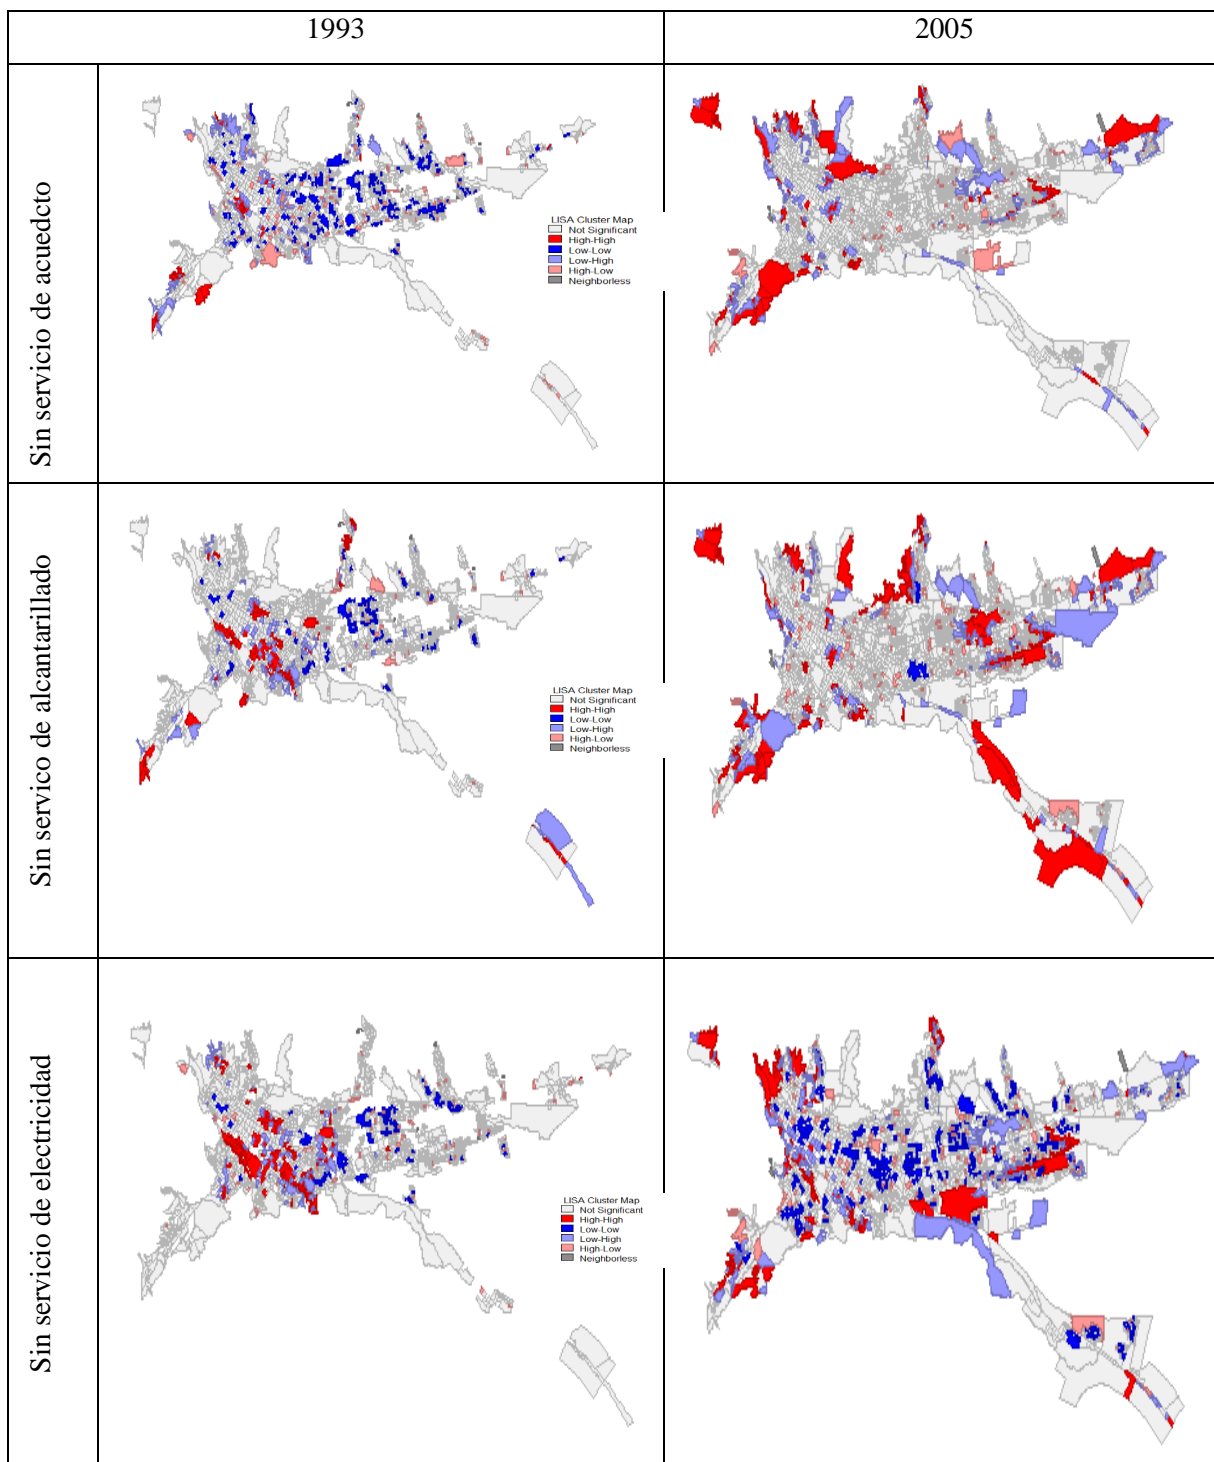 1993
2005
Sin servicio de acuedcto
LISA Cluster Map
Not Significant
High-High
Low-Low
Low-High
High-Low
Neighborless
Sin servico de alcantarillado
LISA Cluster Map
Not Significant
High-High
Low-Low
Low-High
High-Low
Neighborless
Sin servicio de electricidad
LISA Cluster Map
Not Significant
High-High
Low-Low
Low-High
High-Low
Neighborless